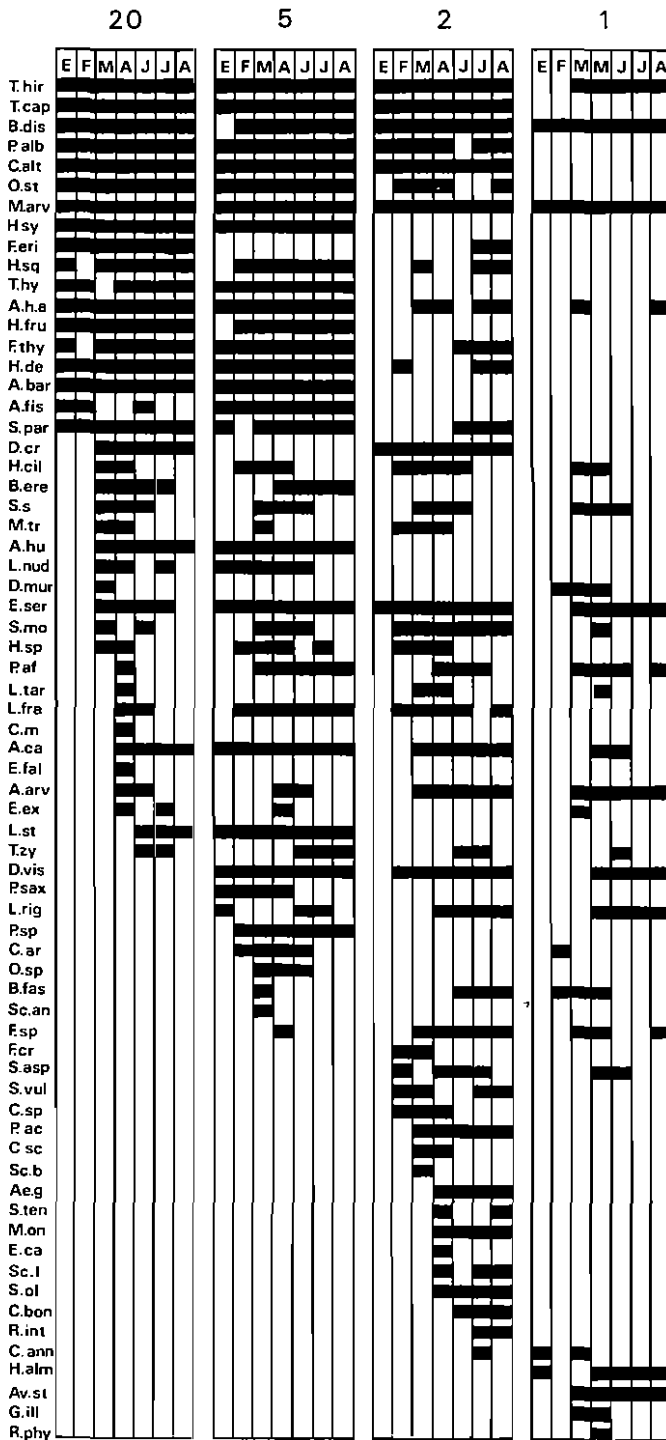 20 5 2 1
E F M A J J A E F M A J J A E F M A J J A E F M M J J A
T.hir
T.cap
B.dis
P.alb
C.alt
O.st
M.arv
H.sy
F.eri
H.sq
T.hy
A.h.a
H.fru
F.thy
H.de
A.bar
A.fis
S.par
D.cr
H.cil
B.ere
S.s
M.tr
A.hu
L.nud
D.mur
E.ser
S.mo
H.sp
P.af
L.tar
L.fra
C.m
A.ca
E.fal
A.arv
E.ex
L.st
T.zy
D.vis
P.sax
L.rig
P.sp
C.ar
O.sp
B.fas
Sc.an
F.sp
F.cr
S.asp
S.vul
C.sp
P.ac
C sc
Sc.b
Ae.g
S.ten
M.on
E.ca
Sc.l
S.ol
C.bon
R.int
C.ann
H.alm
Av.st
G.ill
R.phy